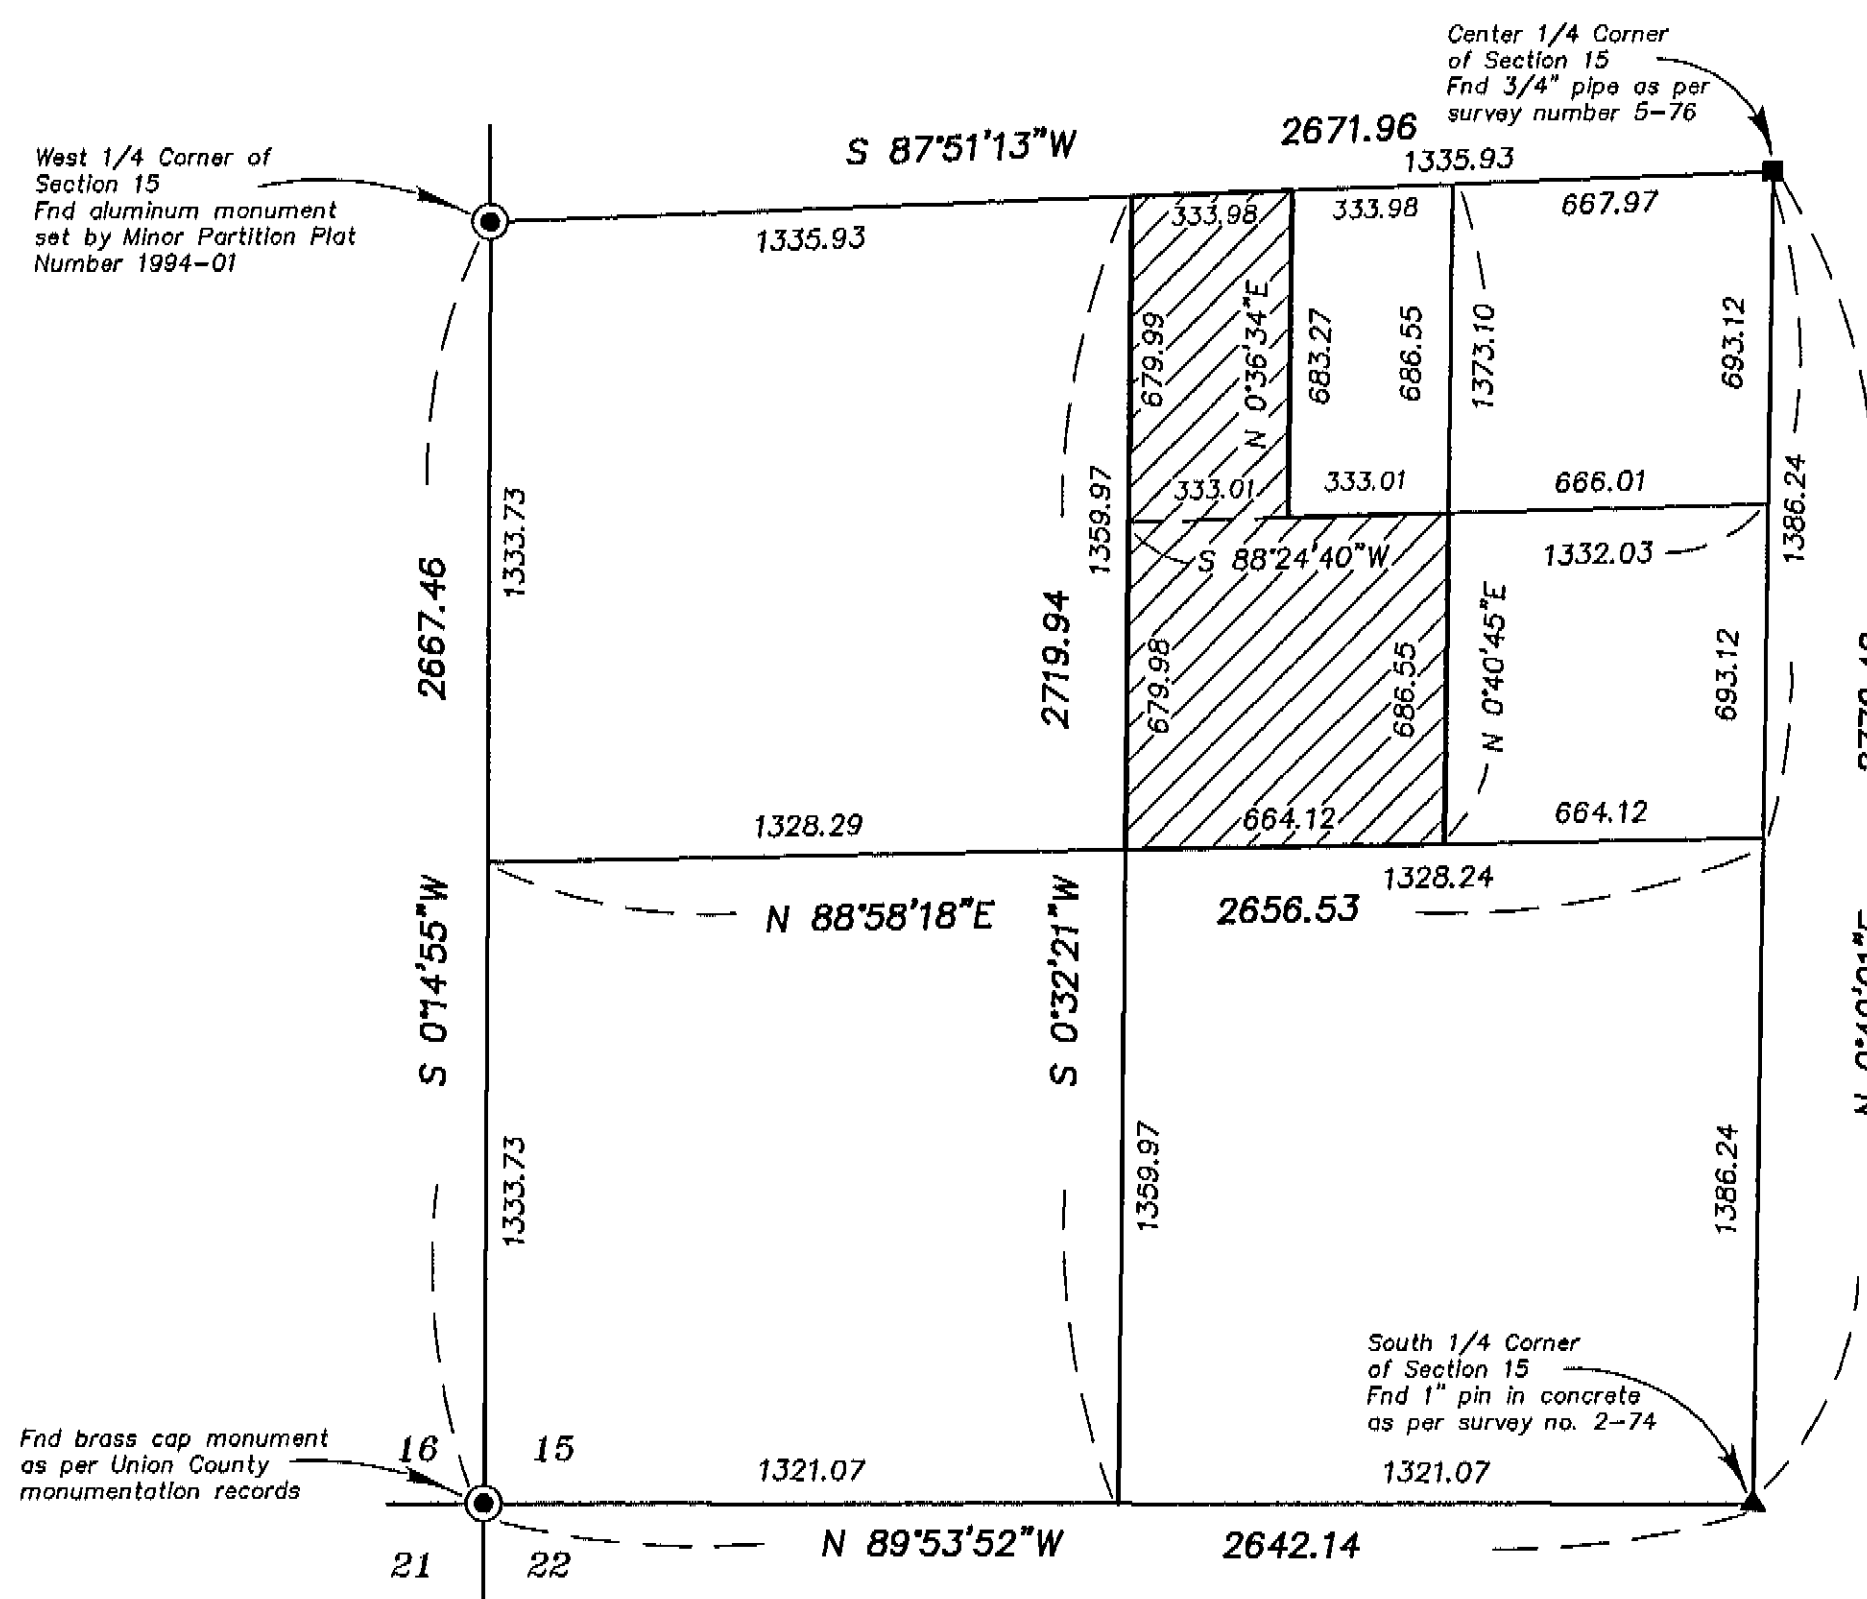 Center 1/4 Corner
of Section 15
Fnd 3/4" pipe as per
survey number 5-76
West 1/4 Corner of
Section 15
Fnd aluminum monument
set by Minor Partition Plat
Number 1994-01
S 87°51'13"W
2671.96
1335.93
1335.93
333.98
333.98
667.97
679.99
N 0°36'34"E
683.27
686.55
1373.10
693.12
1333.73
1359.97
333.01
333.01
666.01
1386.24
S 88°24'40"W
1332.03
2667.46
2719.94
679.98
686.55
N 0°40'45"E
693.12
1328.29
664.12
664.12
1328.24
N 88°58'18"E
2656.53
S 0°14'55"W
S 0°32'21"W
1333.73
1359.97
1386.24
South 1/4 Corner
of Section 15
Fnd 1" pin in concrete
as per survey no. 2-74
Fnd brass cap monument
as per Union County
monumentation records
16
15
1321.07
1321.07
N 89°53'52"W
2642.14
21
22